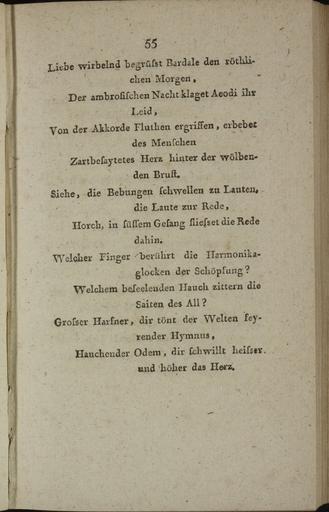 55
Liebe wirbelnd begrüſst Bardale den röthli-
chen Morgen,
Der ambroſiſchen Nacht klaget Aeodi ihr
Leid,
Von der Akkorde Fluthen ergriffen, erbebet
des Menſchen
Zartbeſaytetes Herz hinter der wölben-
den Bruſt.
Siehe, die Bebungen ſchwellen zu Lauten,
die Laute zur Rede,
Horch, in ſüſſem Geſang flieſset die Rede
dahin.
Welcher Finger berührt die Harmonika-
glocken der Schöpfung?
Welchem beſeelenden Hauch zittern die
Saiten des All?
Groſser Harfner, dir tönt der Welten fey-
render Hymnus,
Hauchender Odem, dir ſchwillt heiſser
und höher das Herz.